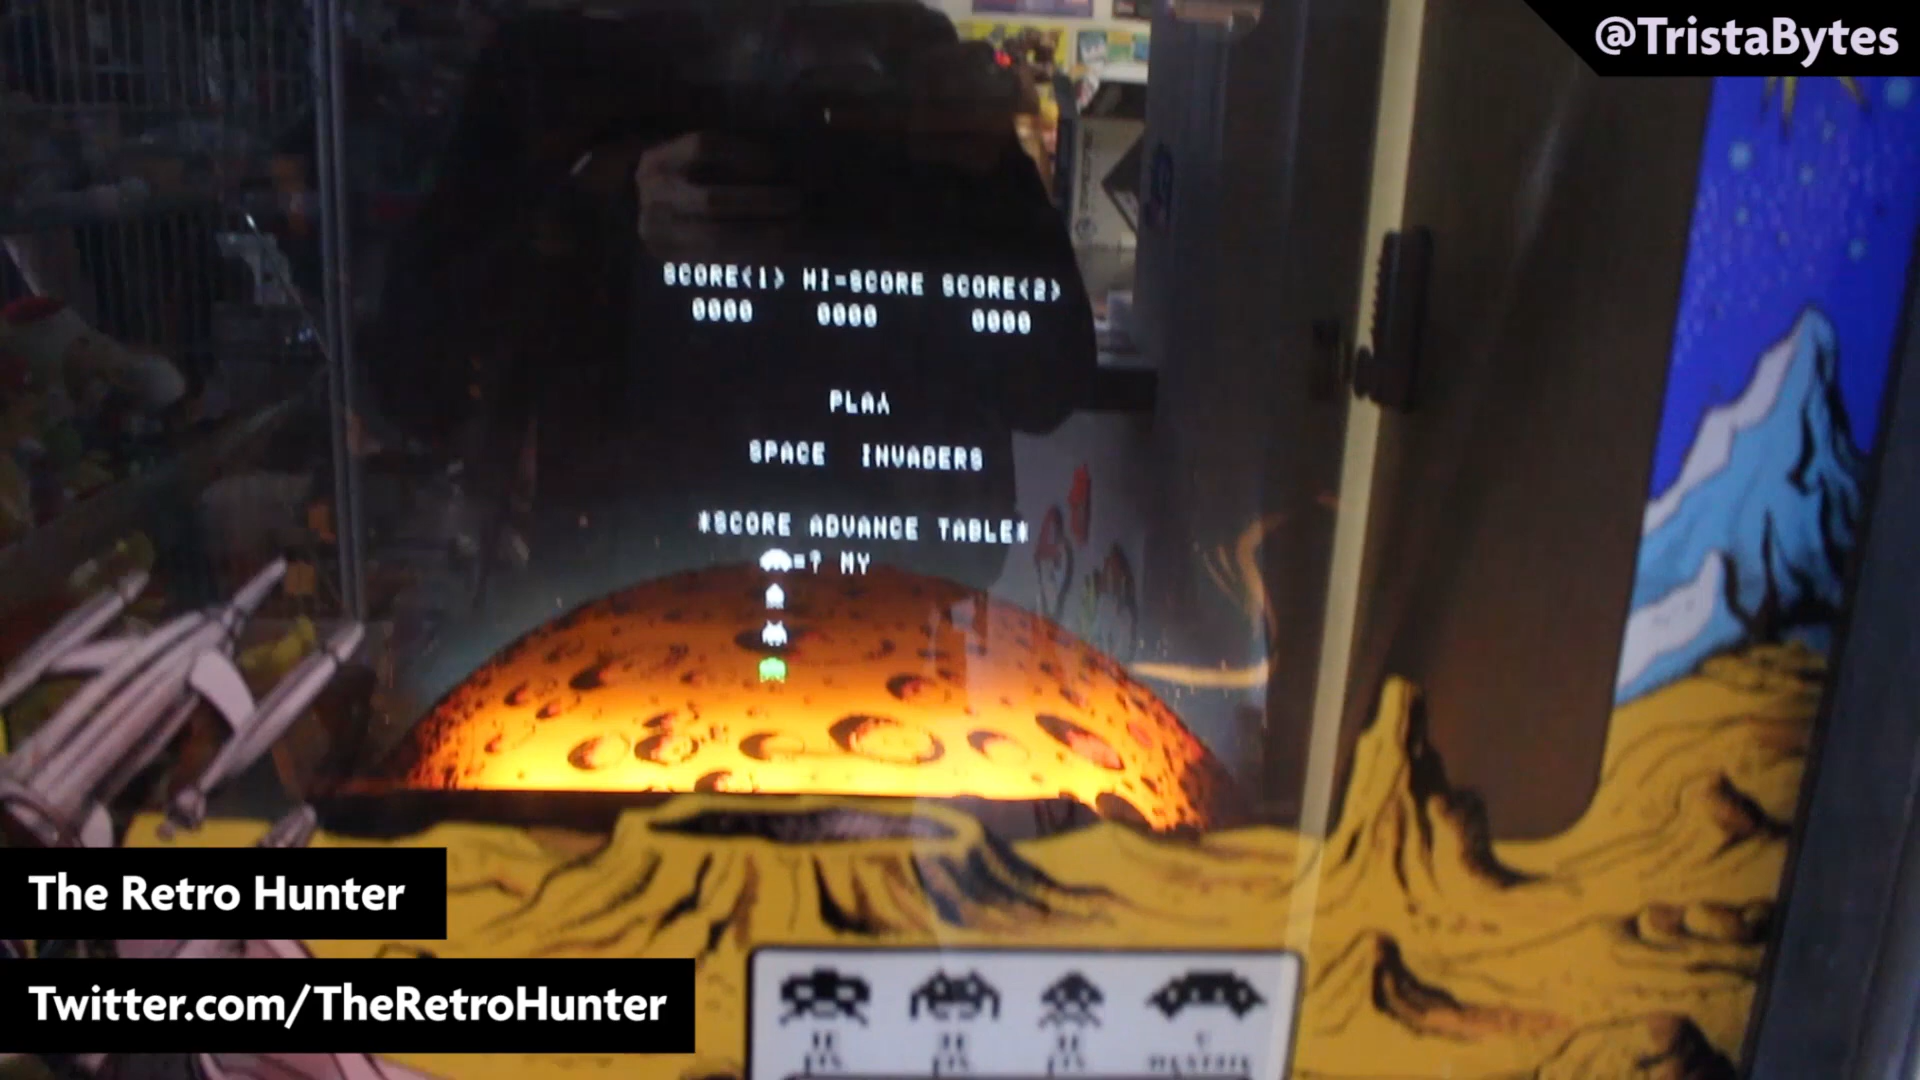 @TristaBytes
SCORE<1> HI-SCORE SCORE<2>
0000 0000 0000
PLAY
SPACE INVADERS
*SCORE ADVANCE TABLE*
=? MY
The Retro Hunter
Twitter.com/TheRetroHunter